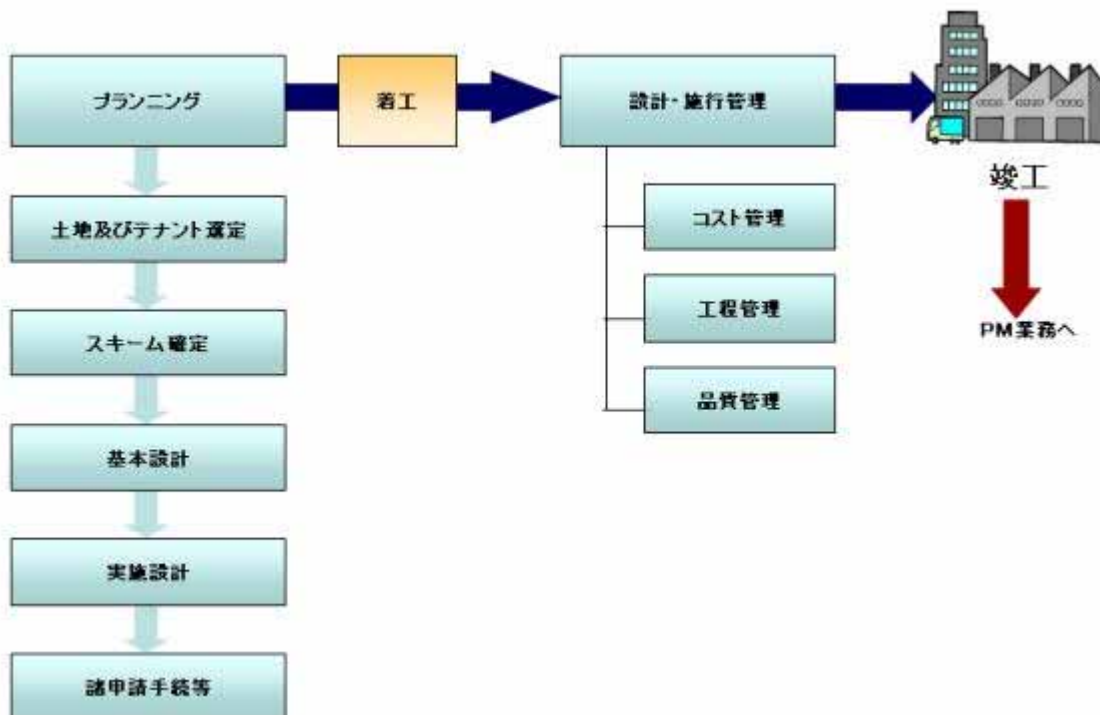 プランニング
着工
設計・施行管理
竣工
PM業務へ
土地及びテナント選定
スキーム確定
基本設計
実施設計
諸申請手続等
コスト管理
工程管理
品質管理